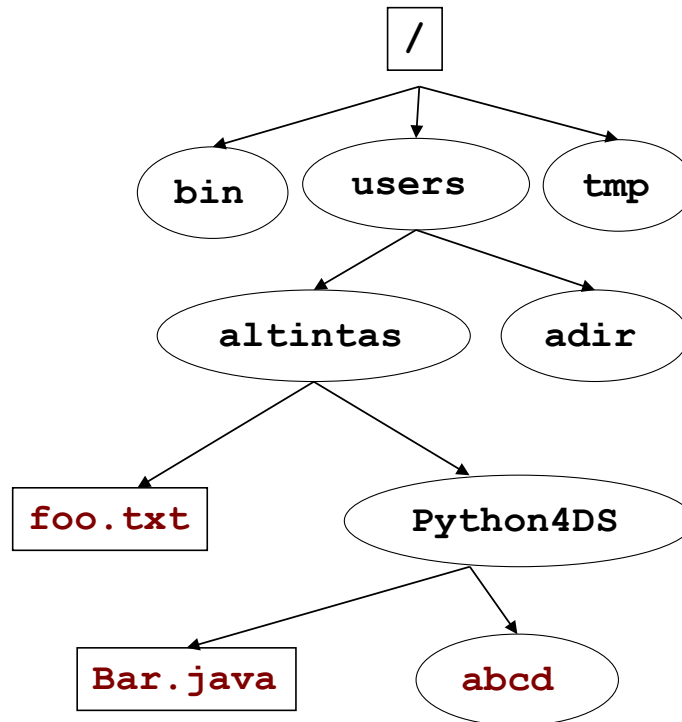 /
bin
users
tmp
altintas
adir
foo.txt
Python4DS
Bar.java
abcd